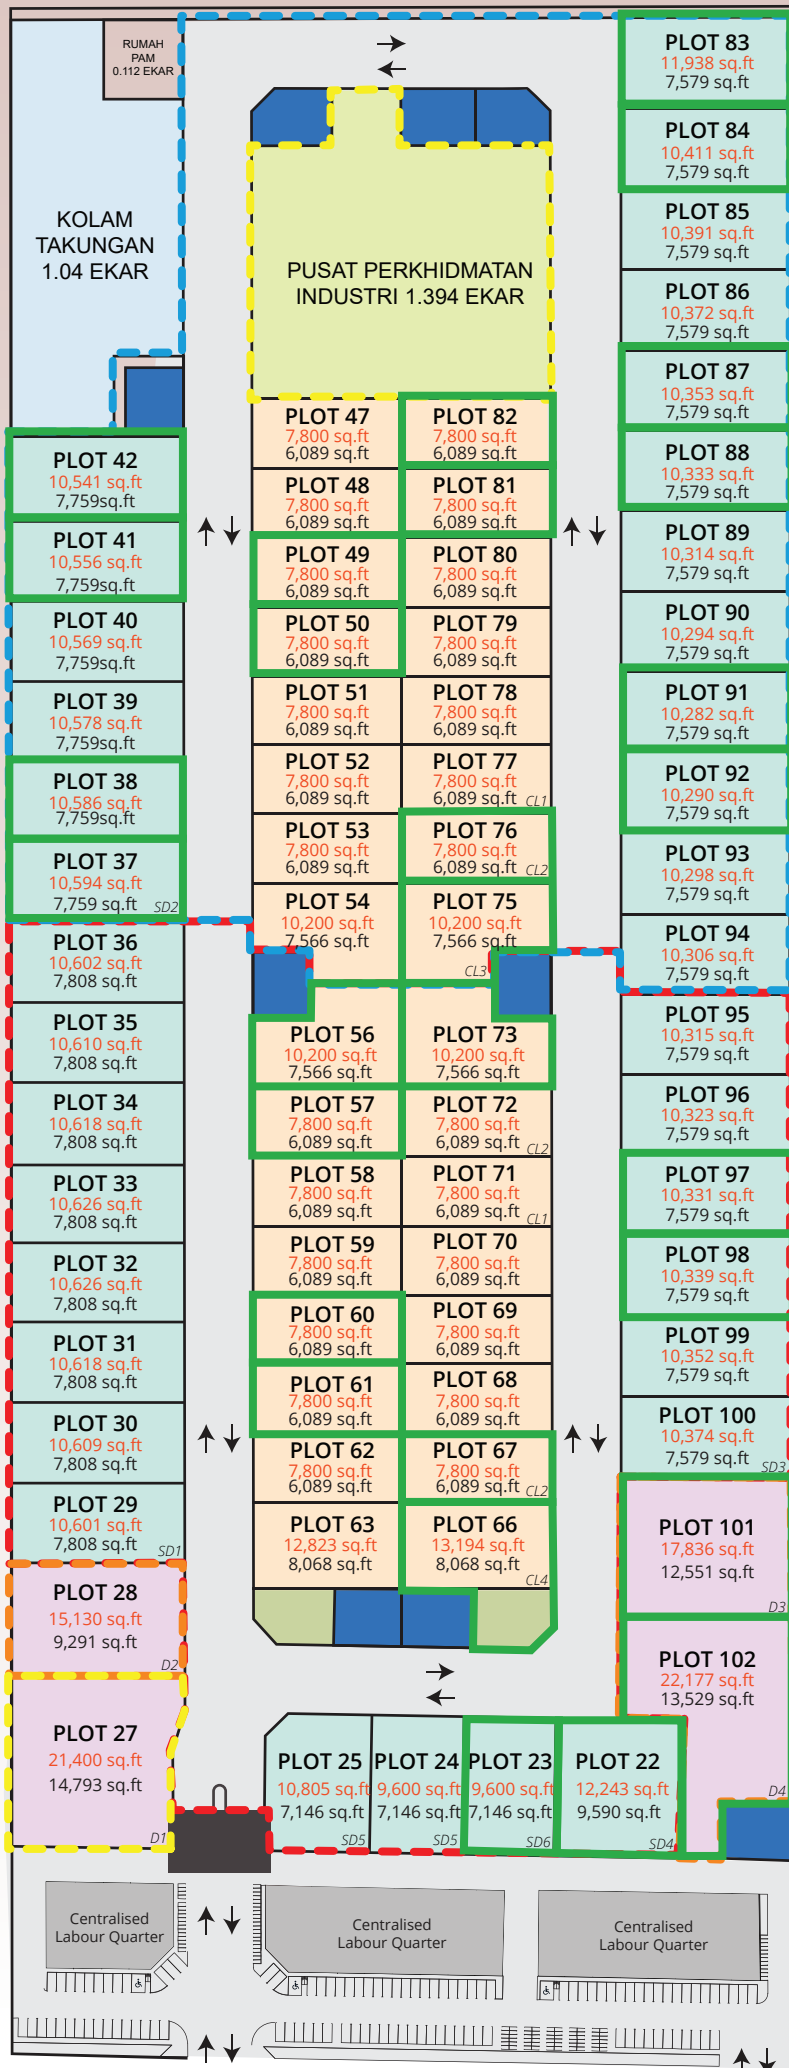 RUMAH
PAM
0.112 EKAR
KOLAM
TAKUNGAN
1.04 EKAR
PUSAT PERKHIDMATAN
INDUSTRI 1.394 EKAR
PLOT 42
10,541 sq.ft
7,759sq.ft
PLOT 41
10,556 sq.ft
7,759sq.ft
PLOT 40
10,569 sq.ft
7,759sq.ft
PLOT 39
10,578 sq.ft
7,759sq.ft
PLOT 38
10,586 sq.ft
7,759sq.ft
PLOT 37
10,594 sq.ft
7,759 sq.ft
SD2
PLOT 36
10,602 sq.ft
7,808 sq.ft
PLOT 35
10,610 sq.ft
7,808 sq.ft
PLOT 34
10,618 sq.ft
7,808 sq.ft
PLOT 33
10,626 sq.ft
7,808 sq.ft
PLOT 32
10,626 sq.ft
7,808 sq.ft
PLOT 31
10,618 sq.ft
7,808 sq.ft
PLOT 30
10,609 sq.ft
7,808 sq.ft
PLOT 29
10,601 sq.ft
7,808 sq.ft
SD1
PLOT 28
15,130 sq.ft
9,291 sq.ft
D2
PLOT 27
21,400 sq.ft
14,793 sq.ft
D1
PLOT 47
7,800 sq.ft
6,089 sq.ft
PLOT 48
7,800 sq.ft
6,089 sq.ft
PLOT 49
7,800 sq.ft
6,089 sq.ft
PLOT 50
7,800 sq.ft
6,089 sq.ft
PLOT 51
7,800 sq.ft
6,089 sq.ft
PLOT 52
7,800 sq.ft
6,089 sq.ft
PLOT 53
7,800 sq.ft
6,089 sq.ft
PLOT 54
10,200 sq.ft
7,566 sq.ft
PLOT 56
10,200 sq.ft
7,566 sq.ft
PLOT 57
7,800 sq.ft
6,089 sq.ft
PLOT 58
7,800 sq.ft
6,089 sq.ft
PLOT 59
7,800 sq.ft
6,089 sq.ft
PLOT 60
7,800 sq.ft
6,089 sq.ft
PLOT 61
7,800 sq.ft
6,089 sq.ft
PLOT 62
7,800 sq.ft
6,089 sq.ft
PLOT 63
12,823 sq.ft
8,068 sq.ft
PLOT 82
7,800 sq.ft
6,089 sq.ft
PLOT 81
7,800 sq.ft
6,089 sq.ft
PLOT 80
7,800 sq.ft
6,089 sq.ft
PLOT 79
7,800 sq.ft
6,089 sq.ft
PLOT 78
7,800 sq.ft
6,089 sq.ft
PLOT 77
7,800 sq.ft
6,089 sq.ft
CL1
PLOT 76
7,800 sq.ft
6,089 sq.ft
CL2
PLOT 75
10,200 sq.ft
7,566 sq.ft
CL3
PLOT 73
10,200 sq.ft
7,566 sq.ft
PLOT 72
7,800 sq.ft
6,089 sq.ft
CL2
PLOT 71
7,800 sq.ft
6,089 sq.ft
CL1
PLOT 70
7,800 sq.ft
6,089 sq.ft
PLOT 69
7,800 sq.ft
6,089 sq.ft
PLOT 68
7,800 sq.ft
6,089 sq.ft
PLOT 67
7,800 sq.ft
6,089 sq.ft
CL2
PLOT 66
13,194 sq.ft
8,068 sq.ft
CL4
PLOT 83
11,938 sq.ft
7,579 sq.ft
PLOT 84
10,411 sq.ft
7,579 sq.ft
PLOT 85
10,391 sq.ft
7,579 sq.ft
PLOT 86
10,372 sq.ft
7,579 sq.ft
PLOT 87
10,353 sq.ft
7,579 sq.ft
PLOT 88
10,333 sq.ft
7,579 sq.ft
PLOT 89
10,314 sq.ft
7,579 sq.ft
PLOT 90
10,294 sq.ft
7,579 sq.ft
PLOT 91
10,282 sq.ft
7,579 sq.ft
PLOT 92
10,290 sq.ft
7,579 sq.ft
PLOT 93
10,298 sq.ft
7,579 sq.ft
PLOT 94
10,306 sq.ft
7,579 sq.ft
PLOT 95
10,315 sq.ft
7,579 sq.ft
PLOT 96
10,323 sq.ft
7,579 sq.ft
PLOT 97
10,331 sq.ft
7,579 sq.ft
PLOT 98
10,339 sq.ft
7,579 sq.ft
PLOT 99
10,352 sq.ft
7,579 sq.ft
PLOT 100
10,374 sq.ft
7,579 sq.ft
SD3
PLOT 101
17,836 sq.ft
12,551 sq.ft
D3
PLOT 102
22,177 sq.ft
13,529 sq.ft
D4
PLOT 25
10,805 sq.ft
7,146 sq.ft
SD5
PLOT 24
9,600 sq.ft
7,146 sq.ft
SD5
PLOT 23
9,600 sq.ft
7,146 sq.ft
SD6
PLOT 22
12,243 sq.ft
9,590 sq.ft
SD4
Centralised
Labour Quarter
Centralised
Labour Quarter
Centralised
Labour Quarter